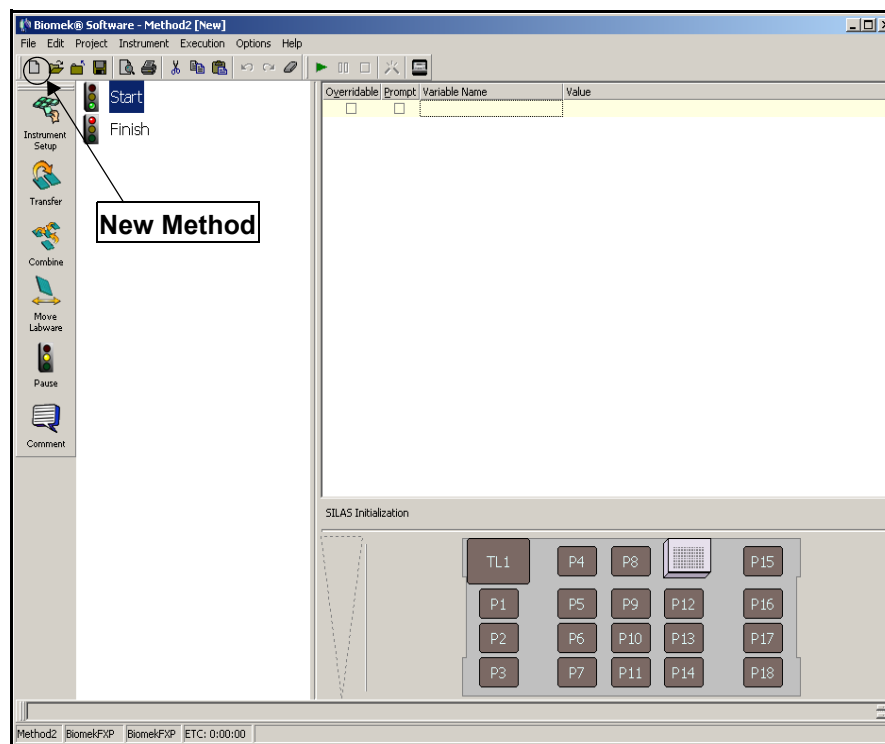 Biomek® Software - Method2 [New]
File Edit Project Instrument Execution Options Help
Start
Finish
Instrument
Setup
Transfer
Combine
Move
Labware
Pause
Comment
New Method
Overridable Prompt Variable Name Value
SILAS Initialization
TL1 P4 P8 P15
P1 P5 P9 P12 P16
P2 P6 P10 P13 P17
P3 P7 P11 P14 P18
Method2 BiomekFXP BiomekFXP ETC: 0:00:00